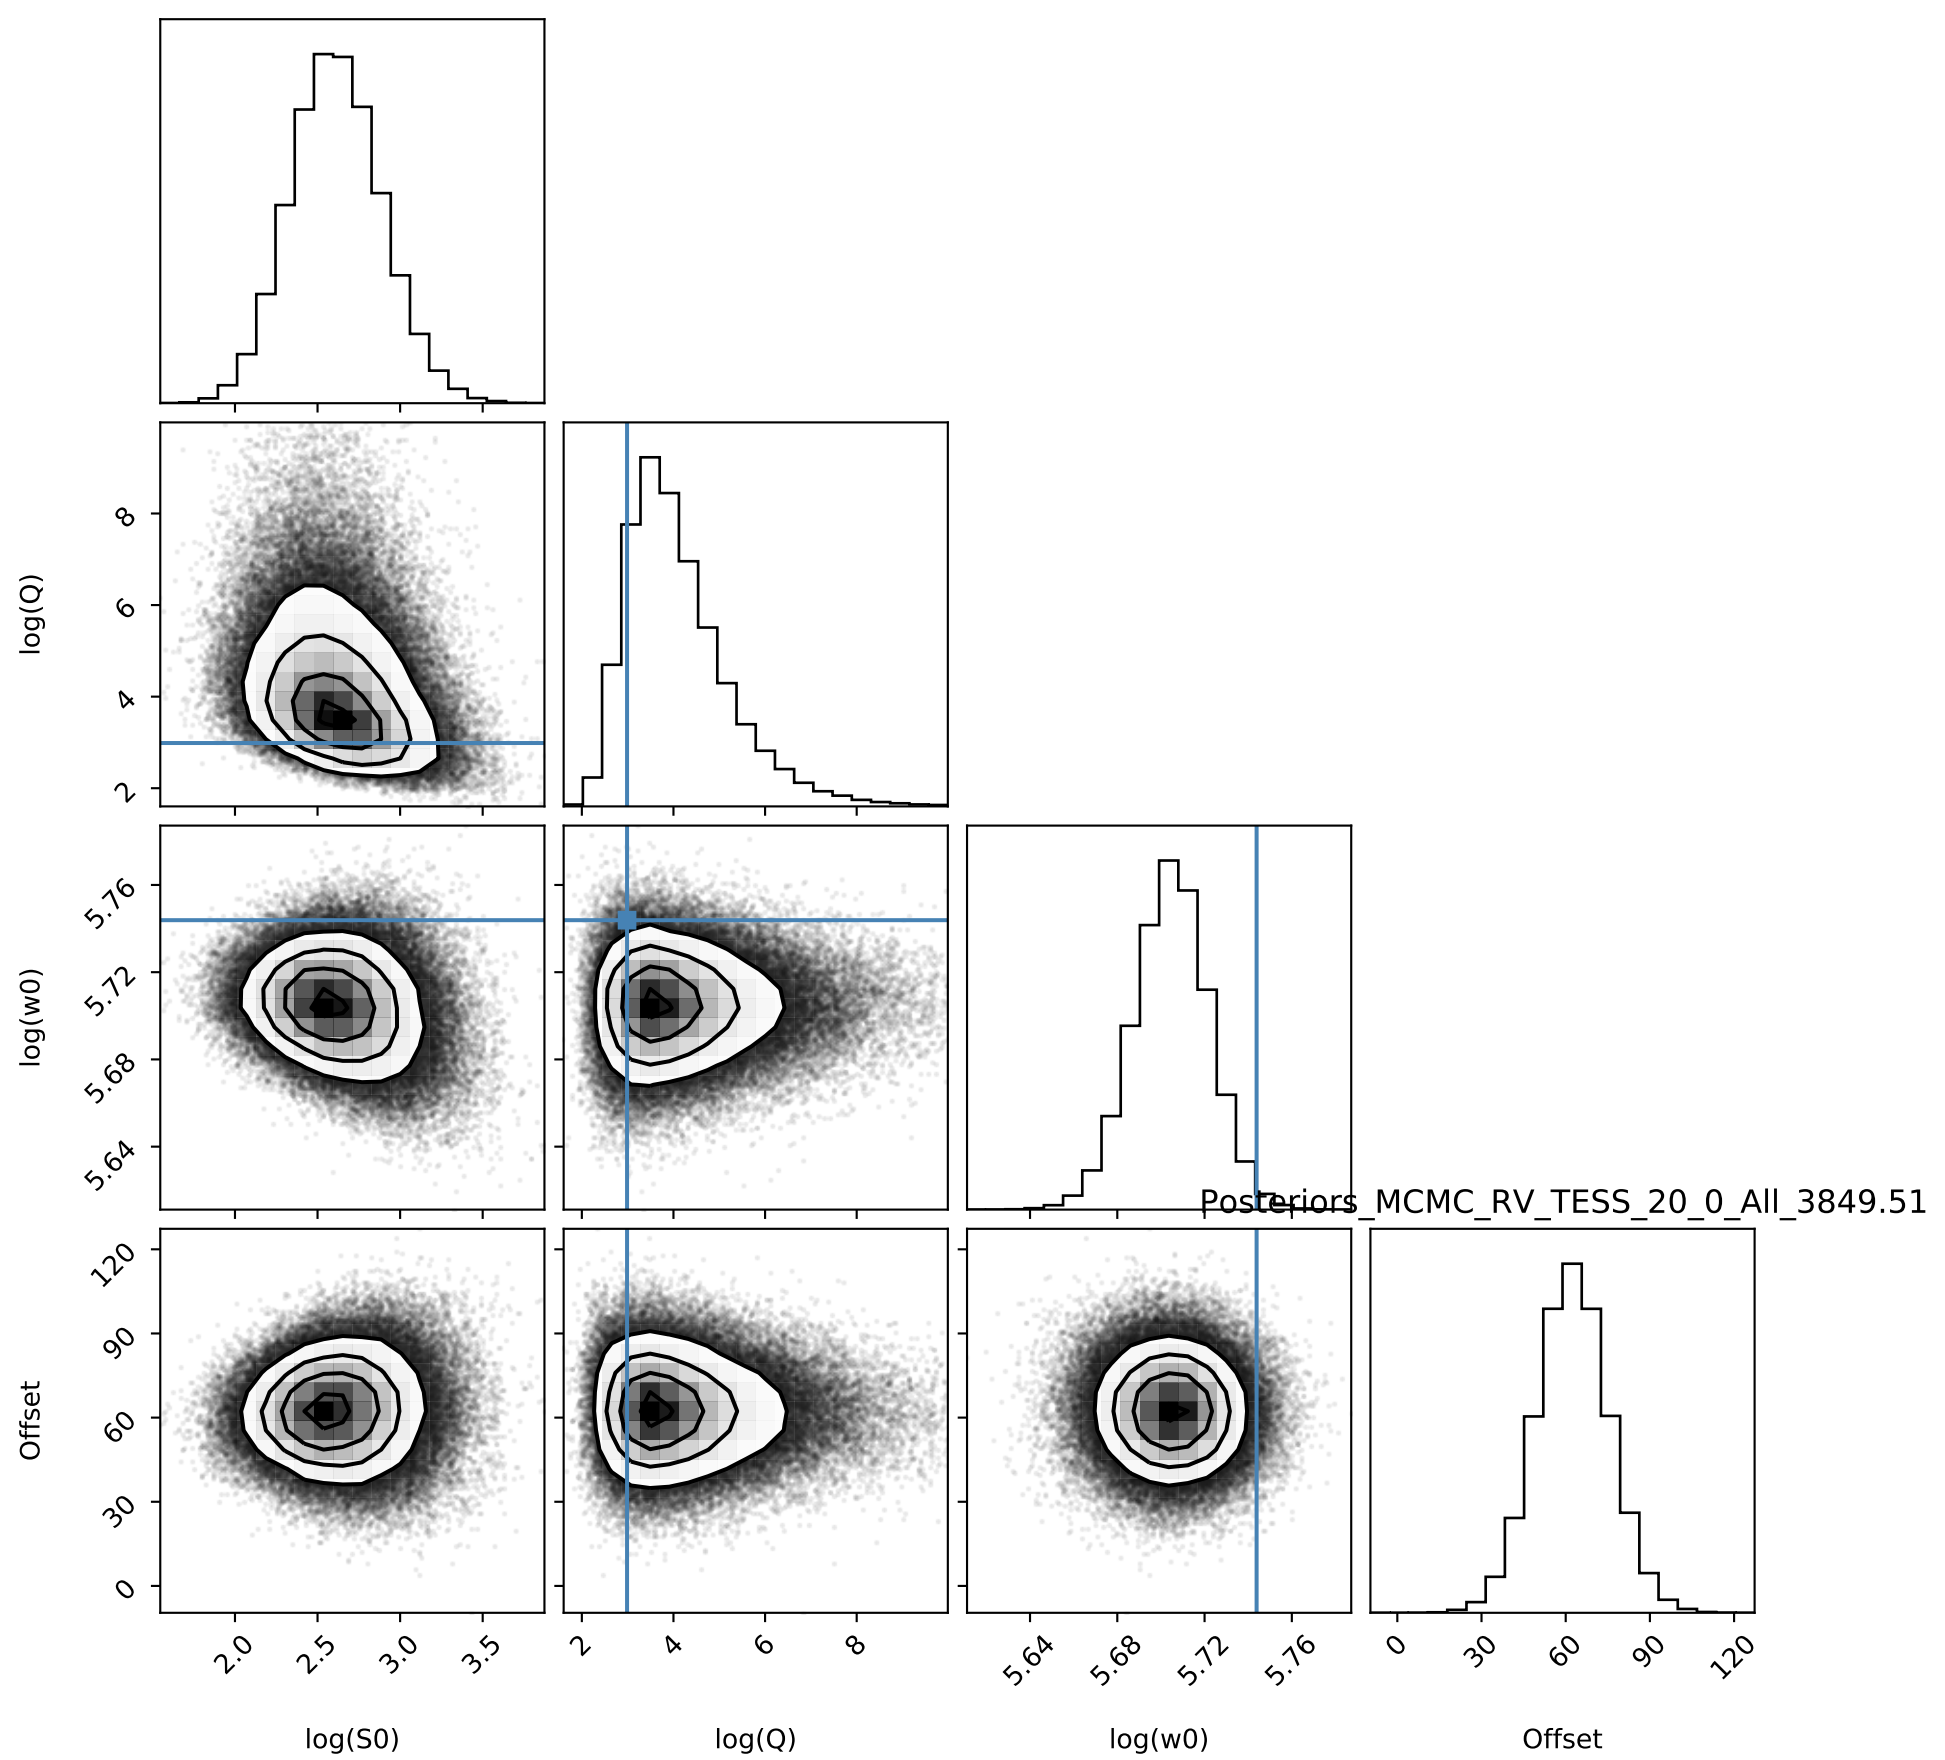 log(Q)
8
6
4
2
log(w0)
5.76
5.72
5.68
5.64
Posteriors_MCMC_RV_TESS_20_0_All_3849.51
Offset
120
90
60
30
0
2.0 2.5 3.0 3.5
2 4 6 8
5.64 5.68 5.72 5.76
0 30 60 90 120
log(S0) log(Q) log(w0) Offset